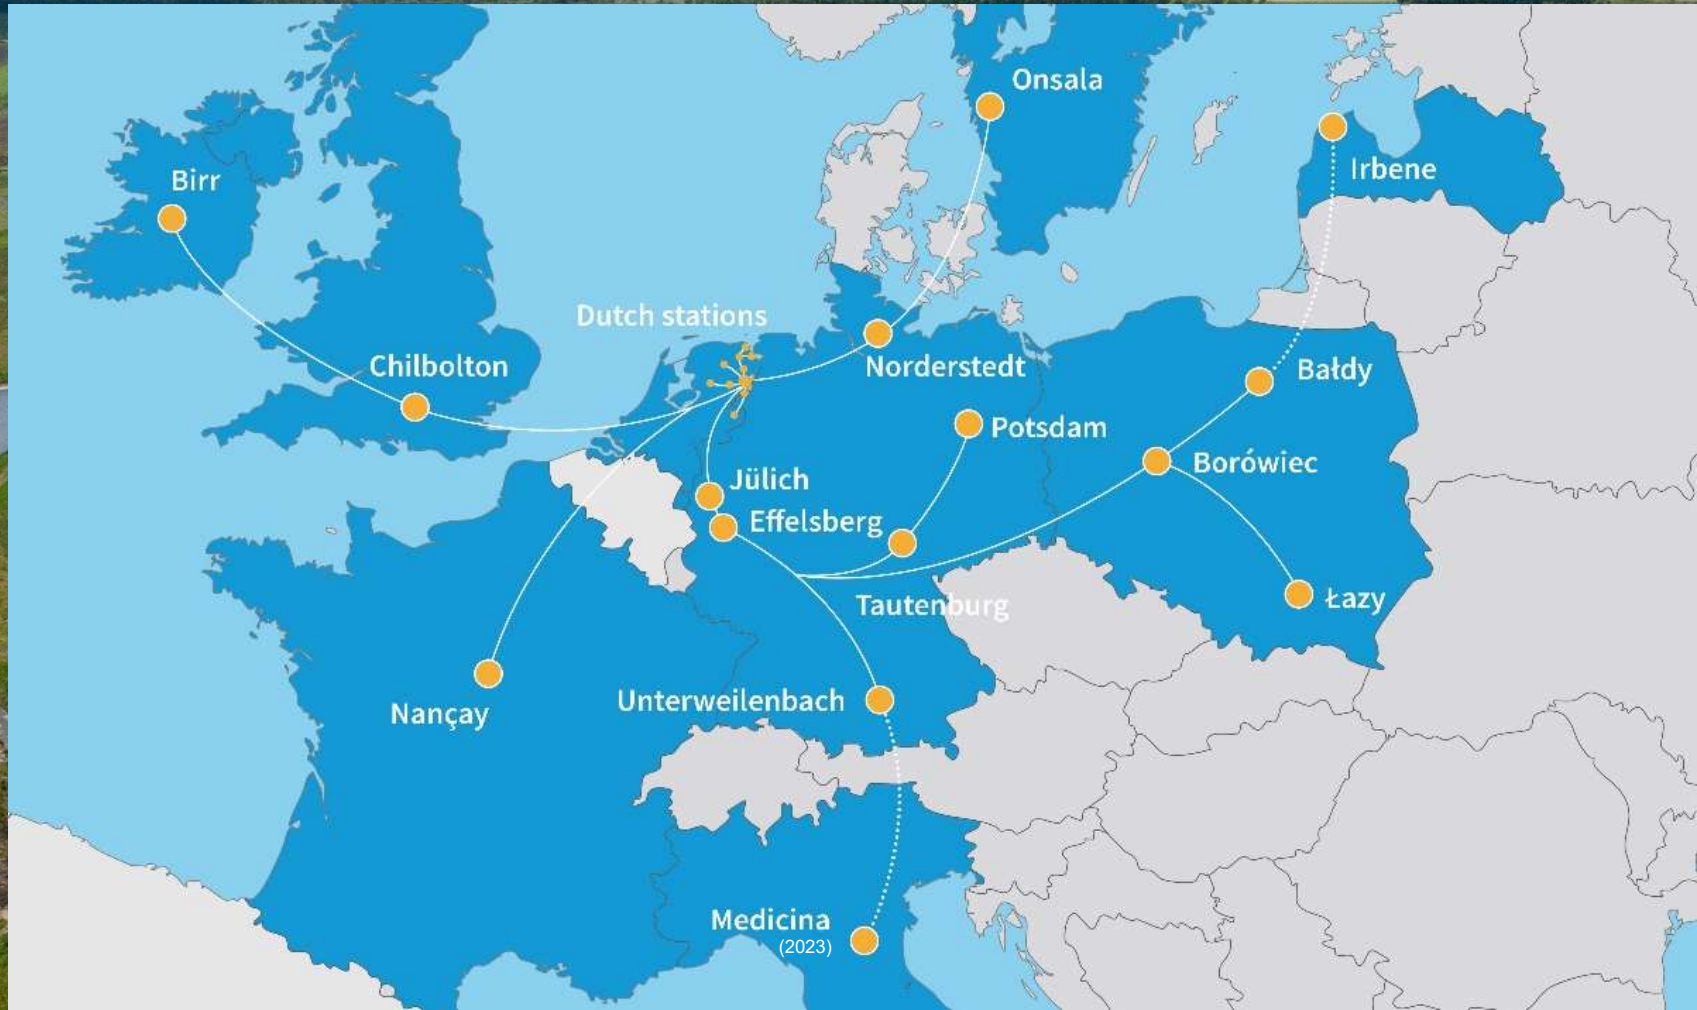 Onsala
Irbene
Birr
Dutch stations
Chilbolton
Norderstedt
Bałdy
Potsdam
Borówiec
Jülich
Effelsberg
Tautenburg
Łazy
Unterweilenbach
Nançay
Medicina
(2023)